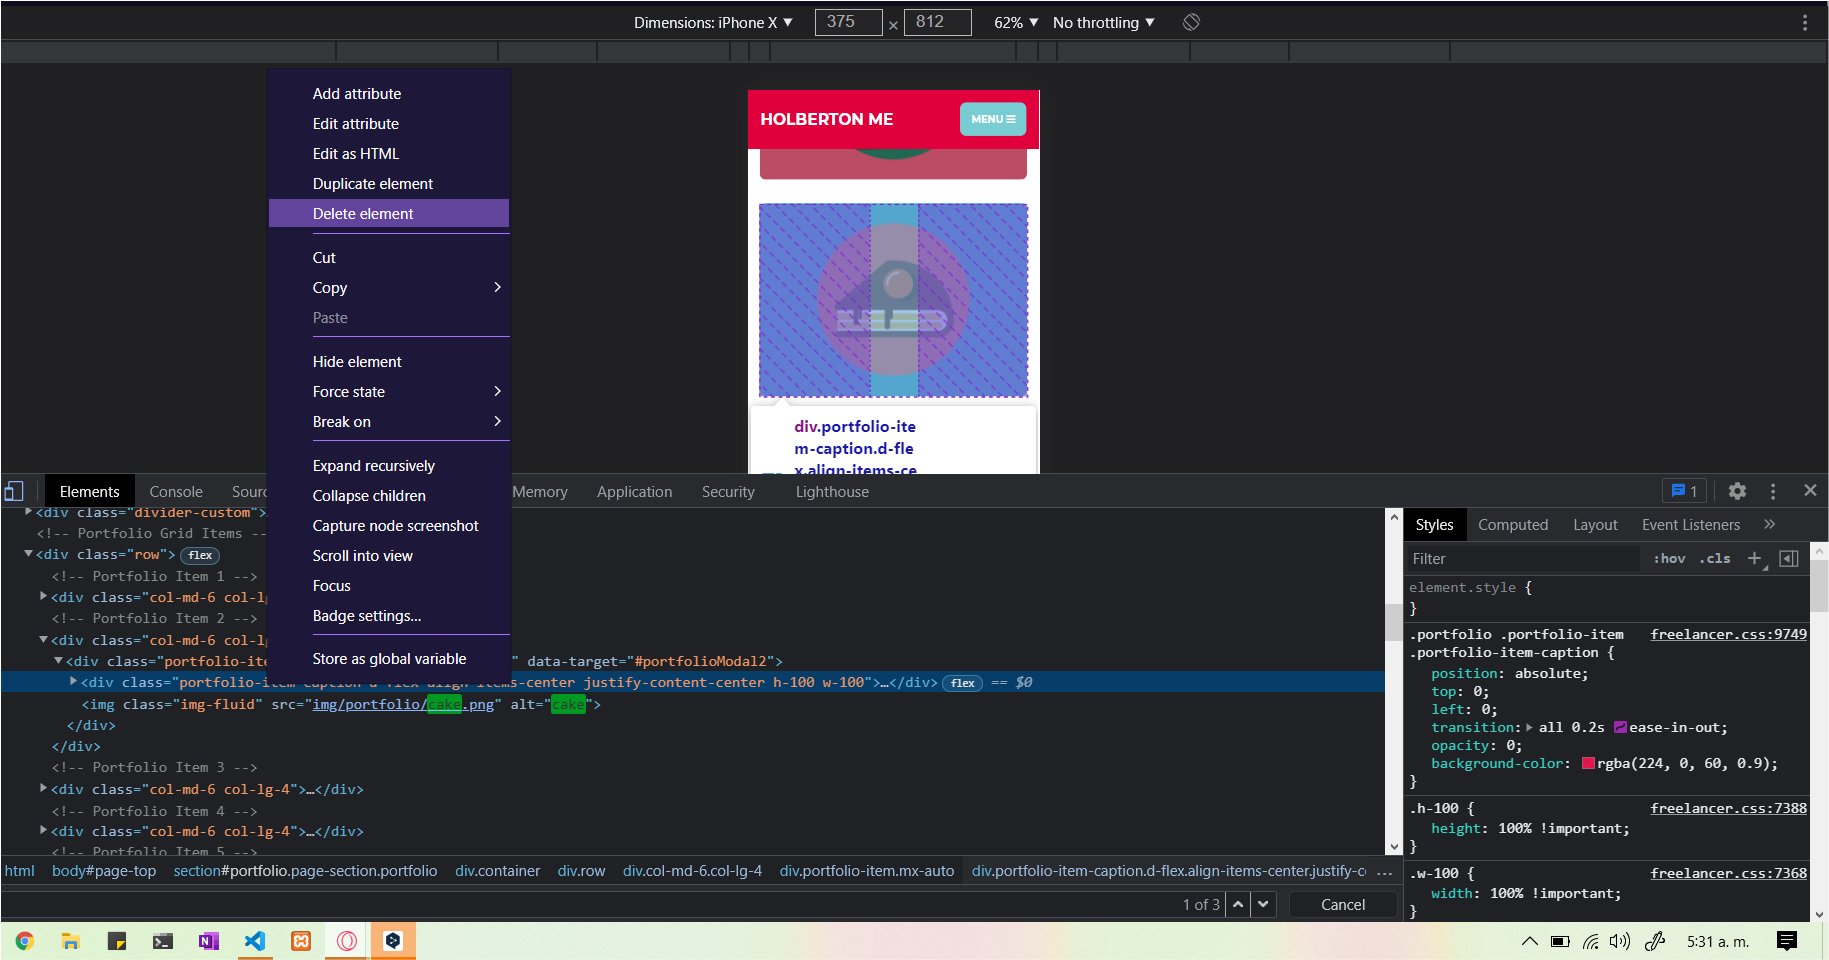 Dimensions: iPhone X ▼ 375 × 812 62% ▼ No throttling ▼
HOLBERTON ME MENU
div.portfolio-ite
m-caption.d-fle
x.align-items-ce
Add attribute
Edit attribute
Edit as HTML
Duplicate element
Delete element
Cut
Copy
Paste
Hide element
Force state
Break on
Expand recursively
Collapse children
Capture node screenshot
Scroll into view
Focus
Badge settings...
Store as global variable
Elements Console Sourc Memory Application Security Lighthouse 1
<div class="divider-custom">
<!-- Portfolio Grid Items --
<div class="row"> flex
<!-- Portfolio Item 1 -->
<div class="col-md-6 col-lg
<!-- Portfolio Item 2 -->
<div class="col-md-6 col-lg
<div class="portfolio-ite " data-target="#portfolioModal2">
<div class="portfolio-item-caption d-flex align-items-center justify-content-center h-100 w-100">…</div> flex == $0
<img class="img-fluid" src="img/portfolio/cake.png" alt="cake">
</div>
</div>
<!-- Portfolio Item 3 -->
<div class="col-md-6 col-lg-4">…</div>
<!-- Portfolio Item 4 -->
<div class="col-md-6 col-lg-4">…</div>
<!-- Portfolio Item 5 -->
html body#page-top section#portfolio.page-section.portfolio div.container div.row div.col-md-6.col-lg-4 div.portfolio-item.mx-auto div.portfolio-item-caption.d-flex.align-items-center.justify-c ...
1 of 3 Cancel
Styles Computed Layout Event Listeners »
Filter :hov .cls +
element.style {
}
.portfolio .portfolio-item freelancer.css:9749
.portfolio-item-caption {
position: absolute;
top: 0;
left: 0;
transition: all 0.2s ease-in-out;
opacity: 0;
background-color: rgba(224, 0, 60, 0.9);
}
.h-100 { freelancer.css:7388
height: 100% !important;
}
.w-100 { freelancer.css:7368
width: 100% !important;
}
5:31 a. m.